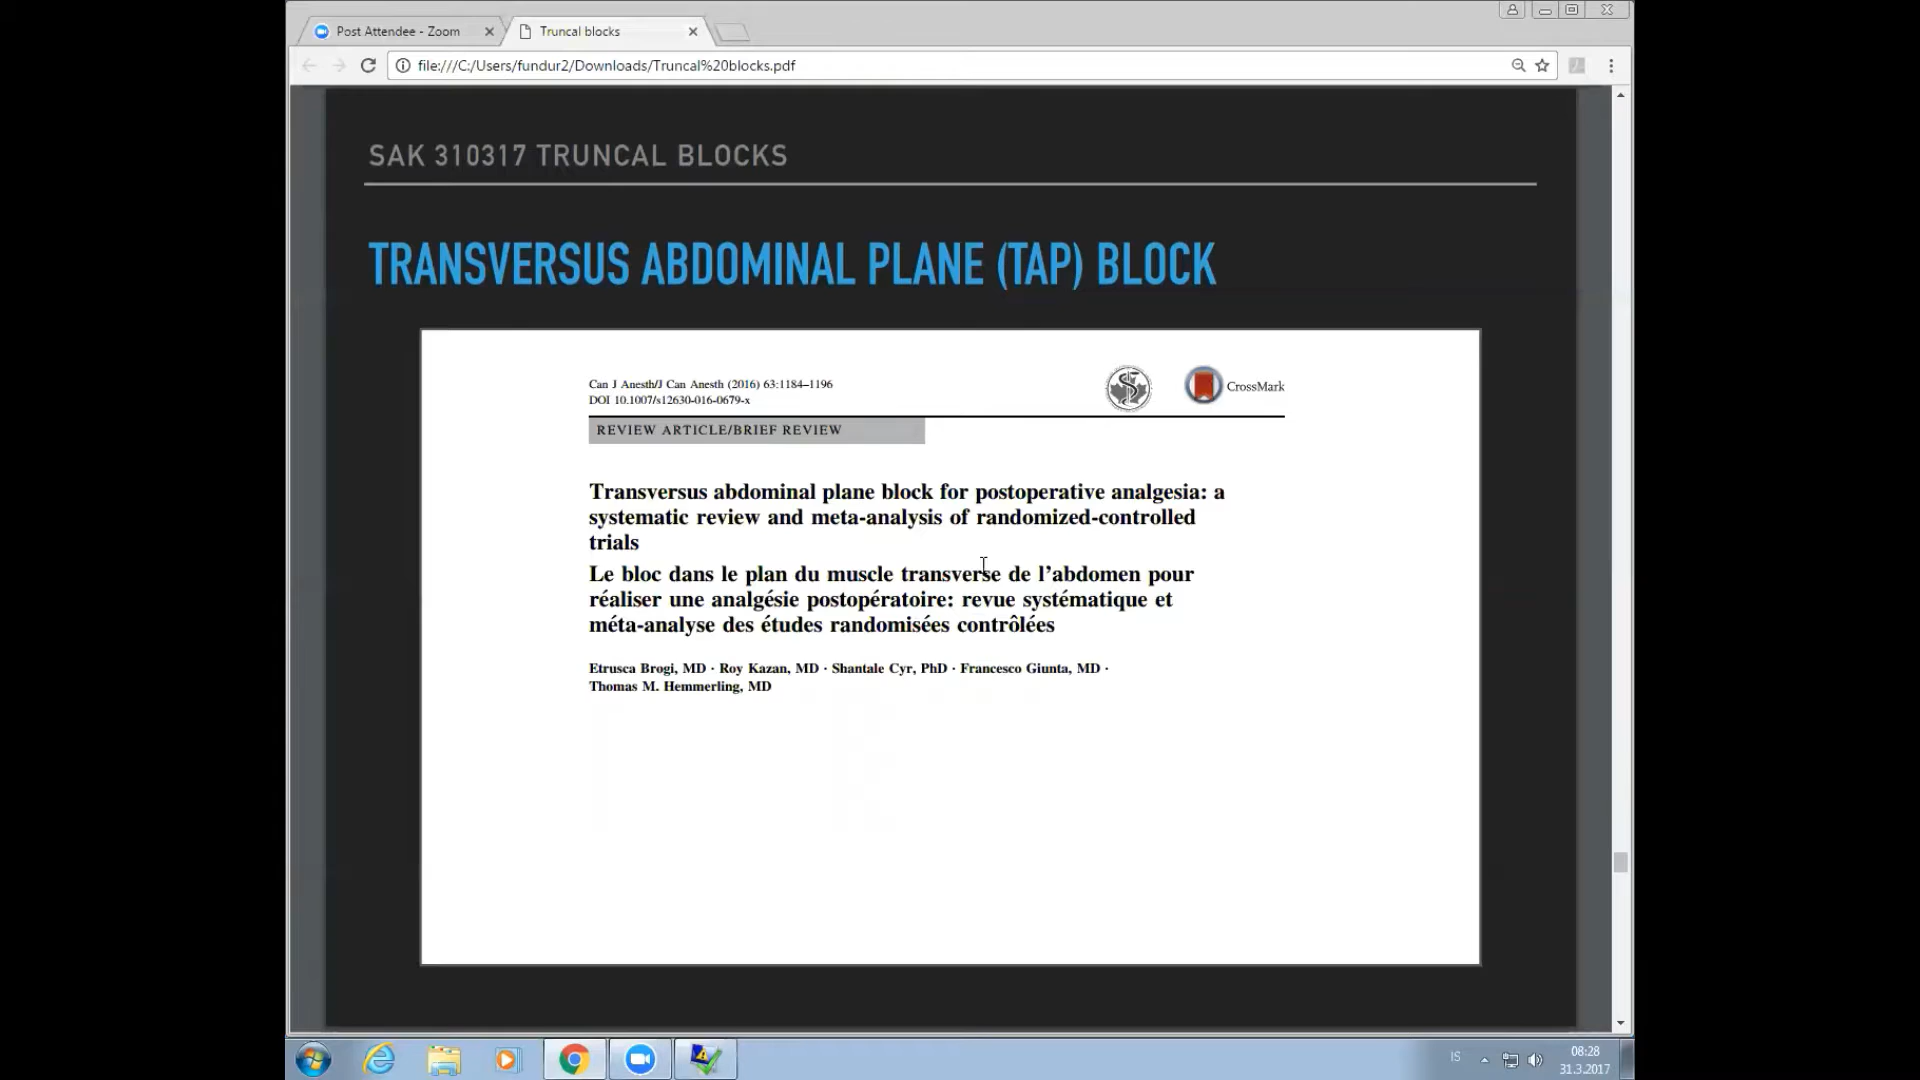 Post Attendee - Zoom
Truncal blocks
file:///C:/Users/fundur2/Downloads/Truncal%20blocks.pdf
SAK 310317 TRUNCAL BLOCKS
TRANSVERSUS ABDOMINAL PLANE (TAP) BLOCK
Can J Anesth/J Can Anesth (2016) 63:1184–1196
DOI 10.1007/s12630-016-0679-x
CrossMark
REVIEW ARTICLE/BRIEF REVIEW
Transversus abdominal plane block for postoperative analgesia: a
systematic review and meta-analysis of randomized-controlled
trials
Le bloc dans le plan du muscle transverse de l’abdomen pour
réaliser une analgésie postopératoire: revue systématique et
méta-analyse des études randomisées contrôlées
Etrusca Brogi, MD · Roy Kazan, MD · Shantale Cyr, PhD · Francesco Giunta, MD ·
Thomas M. Hemmerling, MD
IS
08:28
31.3.2017